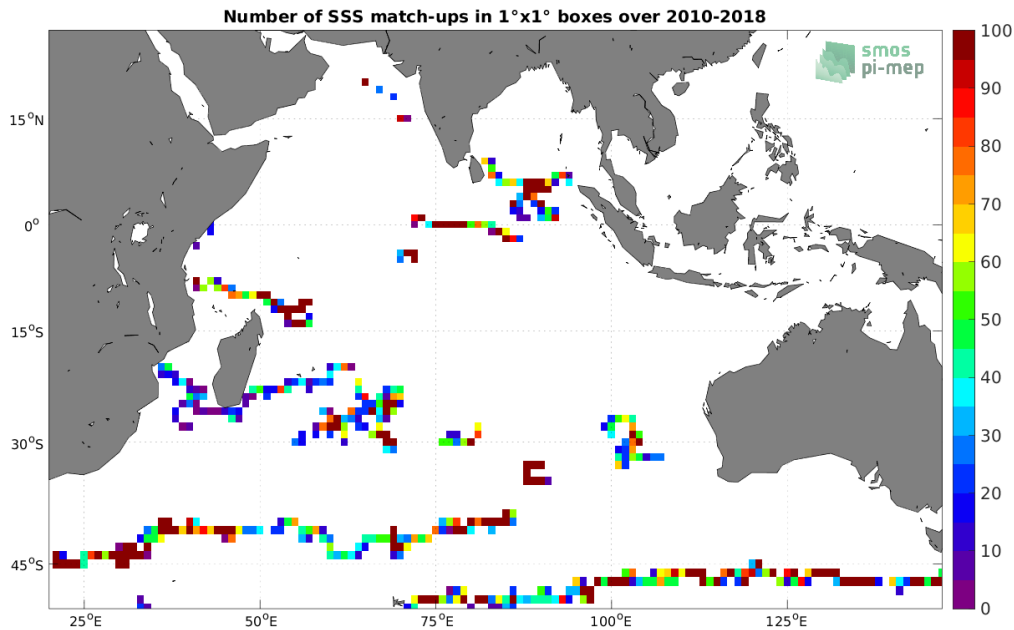 Number of SSS match-ups in 1°x1° boxes over 2010-2018
smos
pi-mep
15°N
0°
15°S
30°S
45°S
25°E
50°E
75°E
100°E
125°E
100
90
80
70
60
50
40
30
20
10
0